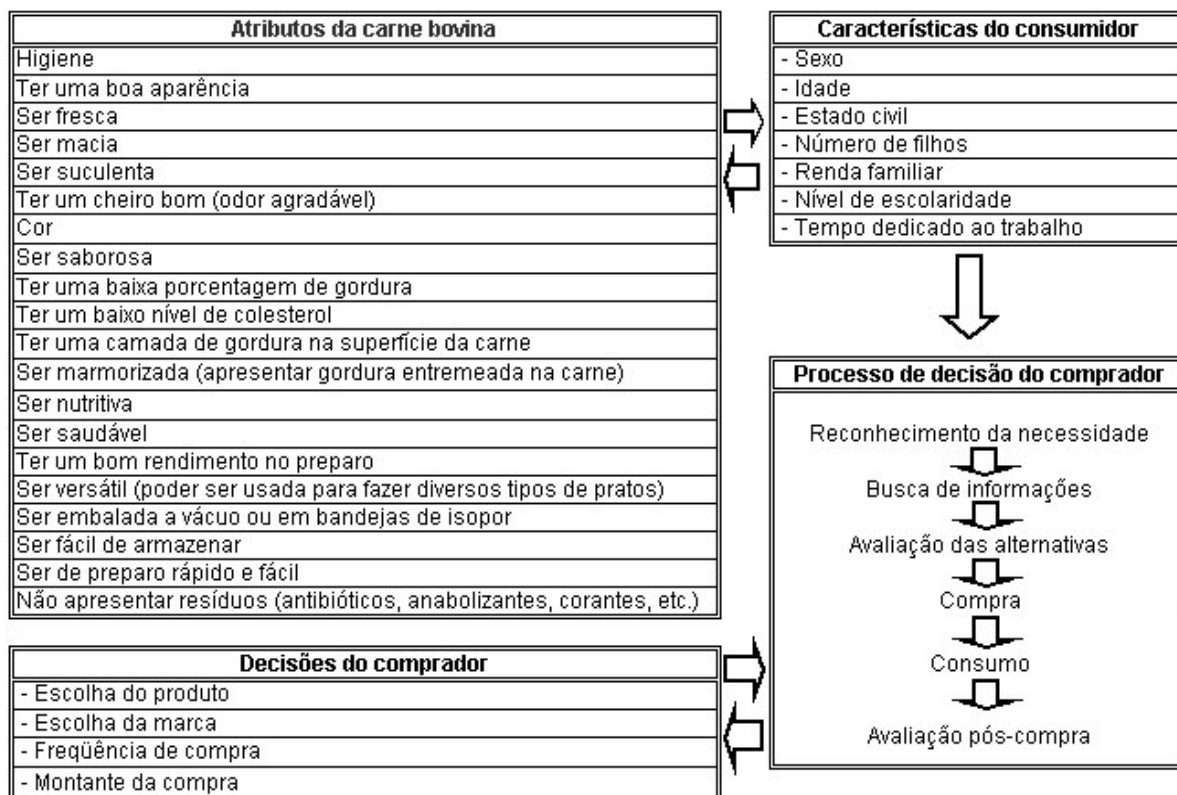 Atributos da carne bovina
Higiene
Ter uma boa aparência
Ser fresca
Ser macia
Ser suculenta
Ter um cheiro bom (odor agradável)
Cor
Ser saborosa
Ter uma baixa porcentagem de gordura
Ter um baixo nível de colesterol
Ter uma camada de gordura na superfície da carne
Ser marmorizada (apresentar gordura entremeada na carne)
Ser nutritiva
Ser saudável
Ter um bom rendimento no preparo
Ser versátil (poder ser usada para fazer diversos tipos de pratos)
Ser embalada a vácuo ou em bandejas de isopor
Ser fácil de armazenar
Ser de preparo rápido e fácil
Não apresentar resíduos (antibióticos, anabolizantes, corantes, etc.)
Características do consumidor
- Sexo
- Idade
- Estado civil
- Número de filhos
- Renda familiar
- Nível de escolaridade
- Tempo dedicado ao trabalho
Processo de decisão do comprador
Reconhecimento da necessidade
Busca de informações
Avaliação das alternativas
Compra
Consumo
Avaliação pós-compra
Decisões do comprador
- Escolha do produto
- Escolha da marca
- Freqüência de compra
- Montante da compra